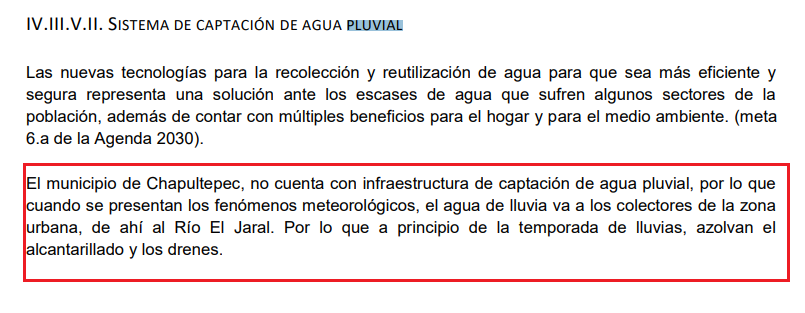 IV.III.V.II. SISTEMA DE CAPTACIÓN DE AGUA PLUVIAL
Las nuevas tecnologías para la recolección y reutilización de agua para que sea más eficiente y
segura representa una solución ante los escases de agua que sufren algunos sectores de la
población, además de contar con múltiples beneficios para el hogar y para el medio ambiente. (meta
6.a de la Agenda 2030).
El municipio de Chapultepec, no cuenta con infraestructura de captación de agua pluvial, por lo que
cuando se presentan los fenómenos meteorológicos, el agua de lluvia va a los colectores de la zona
urbana, de ahí al Río El Jaral. Por lo que a principio de la temporada de lluvias, azolvan el
alcantarillado y los drenes.